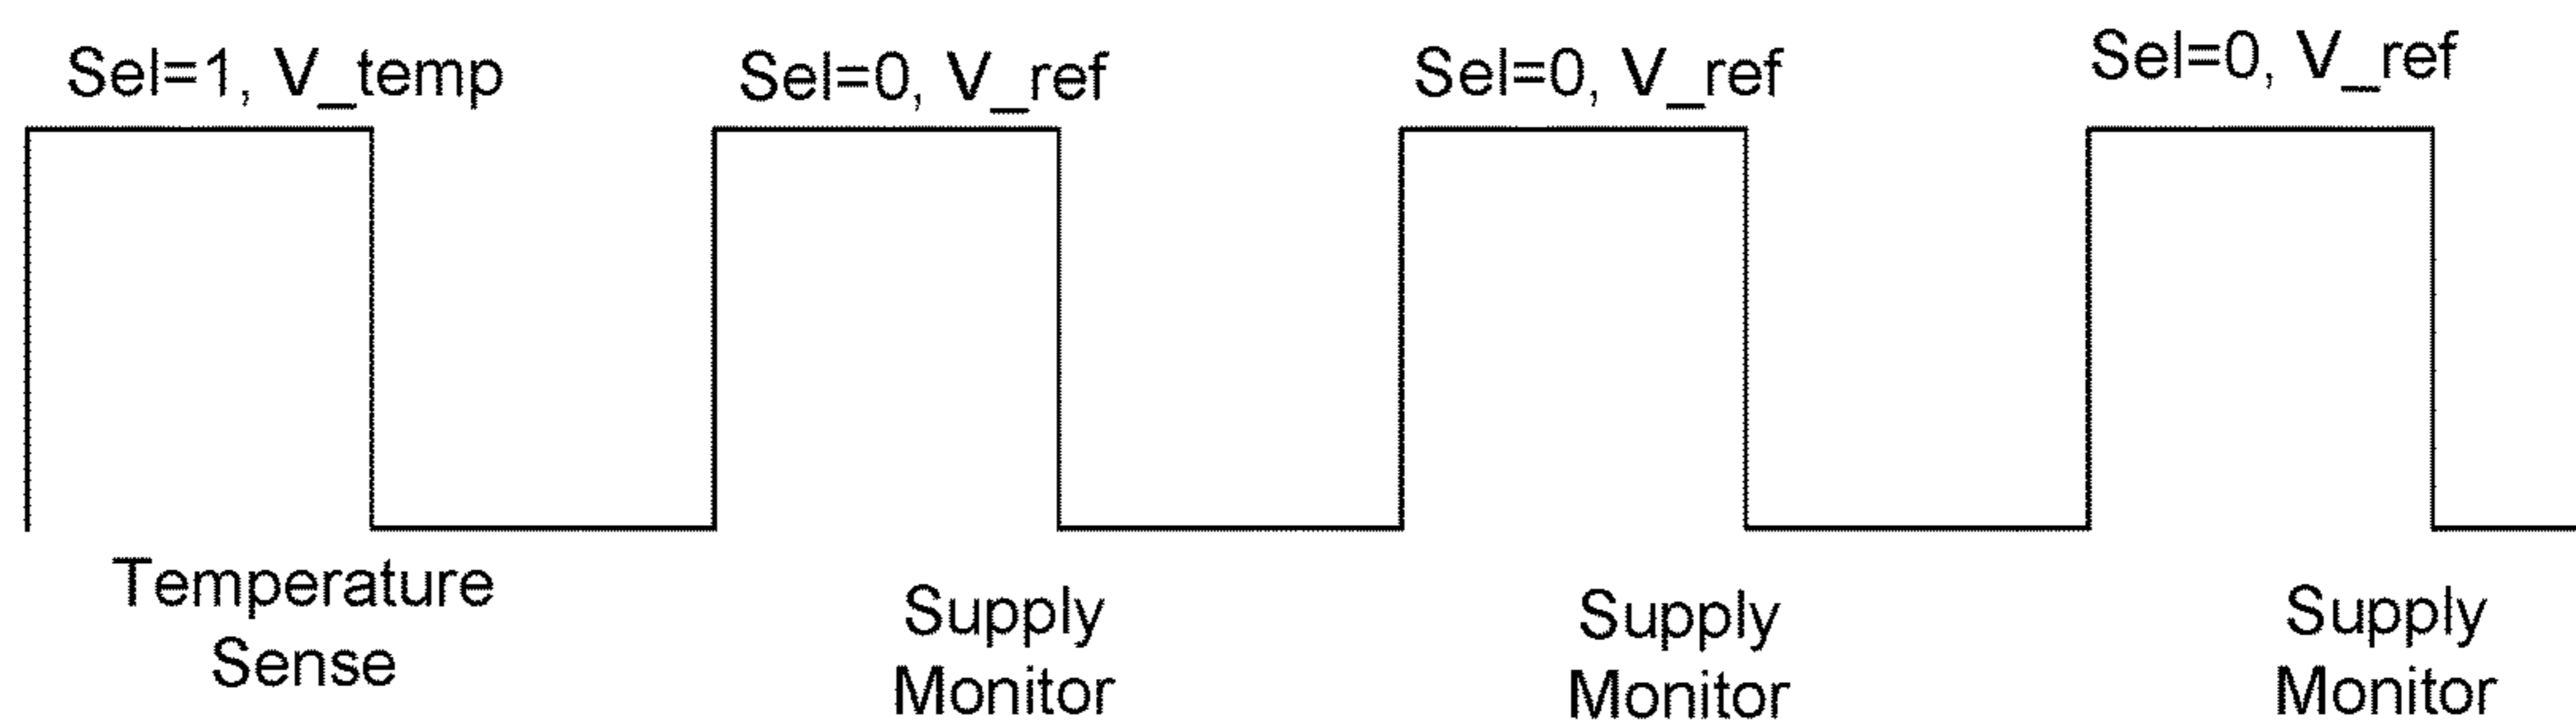 Sel=1, V_temp
Sel=0, V_ref
Sel=0, V_ref
Sel=0, V_ref
Temperature
Sense
Supply
Monitor
Supply
Monitor
Supply
Monitor